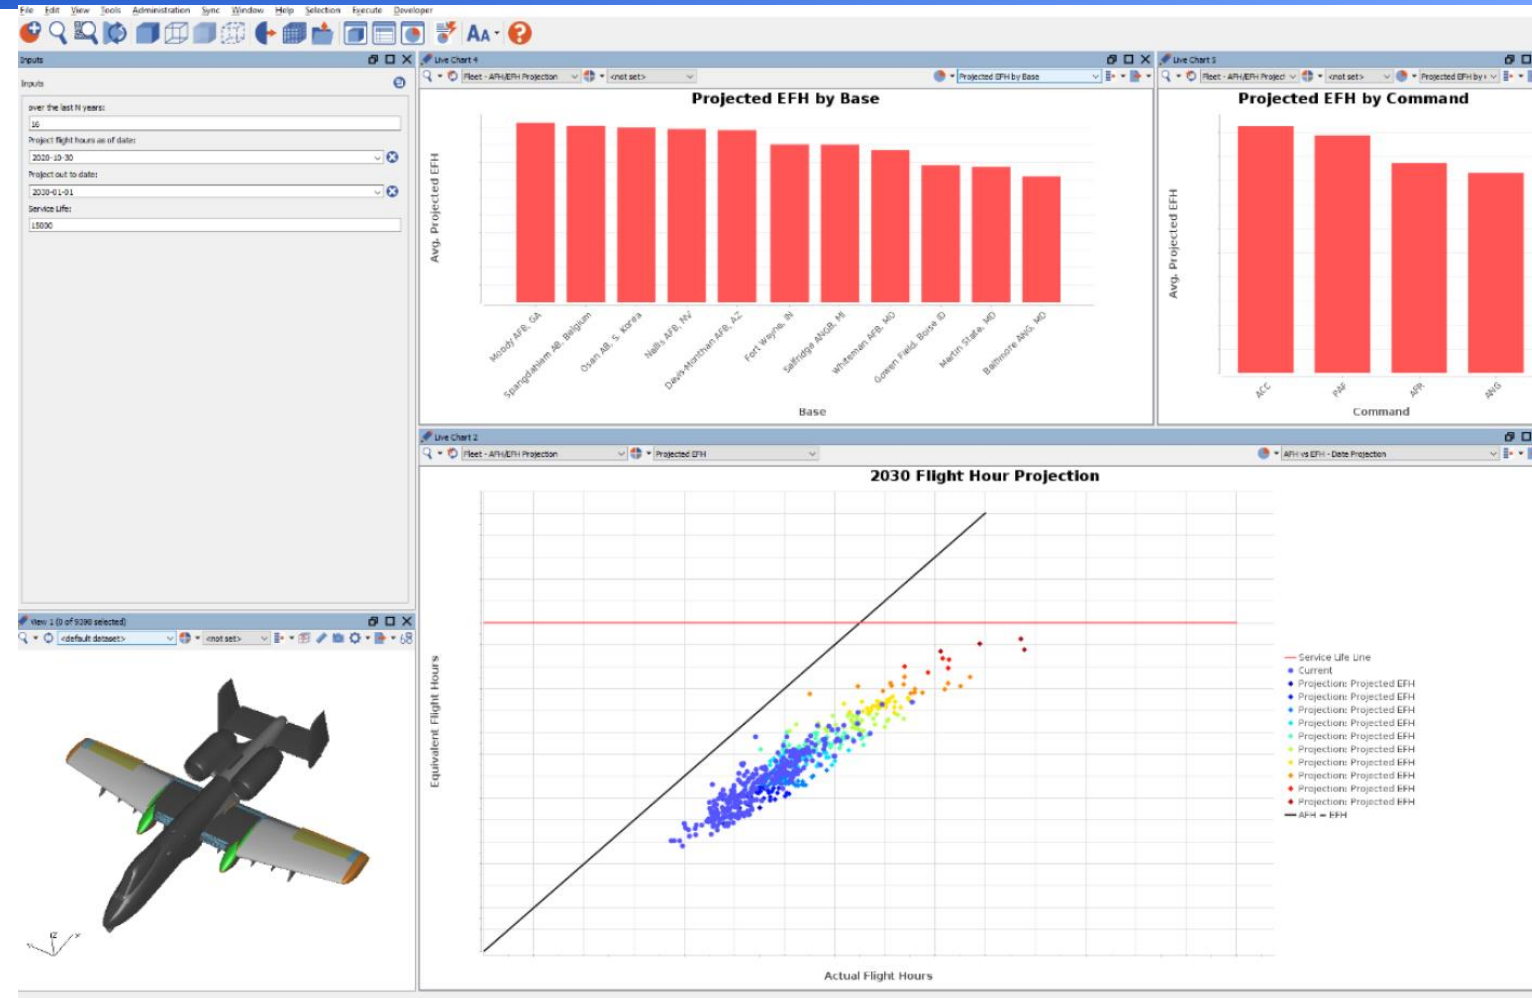 File Edit View Tools Administration Sync Window Help Selection Execute Developer
AA
Inputs
Inputs
over the last N years:
16
Project flight hours as of date:
2020-10-30
Project out to date:
2030-01-01
Service Life:
15000
Live Chart 4
Fleet - AFH/EFH Projection
<not set>
Projected EFH by Base
Projected EFH by Base
Avg. Projected EFH
Moody AFB, GA
Spangdahlem AB, Belgium
Osan AB, S. Korea
Nellis AFB, NV
Davis-Monthan AFB, AZ
Fort Wayne, IN
Selfridge ANGB, MI
Whiteman AFB, MO
Gowen Field, Boise ID
Martin State, MD
Baltimore ANG, MD
Base
Live Chart 5
Fleet - AFH/EFH Project
<not set>
Projected EFH by
Projected EFH by Command
Avg. Projected EFH
ACC
PAF
AFR
ANG
Command
Live Chart 2
Fleet - AFH/EFH Projection
Projected EFH
AFH vs EFH - Date Projection
2030 Flight Hour Projection
Equivalent Flight Hours
Actual Flight Hours
Service Life Line
Current
Projection: Projected EFH
Projection: Projected EFH
Projection: Projected EFH
Projection: Projected EFH
Projection: Projected EFH
Projection: Projected EFH
Projection: Projected EFH
Projection: Projected EFH
Projection: Projected EFH
Projection: Projected EFH
AFH = EFH
View 1 (0 of 9398 selected)
<default dataset>
<not set>
Z